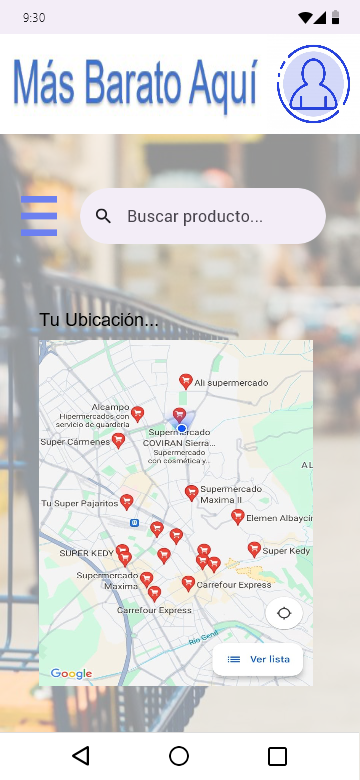 9:30
Más Barato Aquí
Buscar producto...
Tu Ubicación...
Ali supermercado
Alcampo
Hipermercados con
servicio de guardería
Super Cármenes
Supermercado
COVIRAN Sierra...
Supermercado
con cosmética y...
AL
Tu Super Pajaritos
Supermercado
Maxima II
Elemen Albaycín
SUPER KEDY
Super Kedy
Supermercado
Maxima
Carrefour Express
Carrefour Express
Río Genil
Ver lista
Google